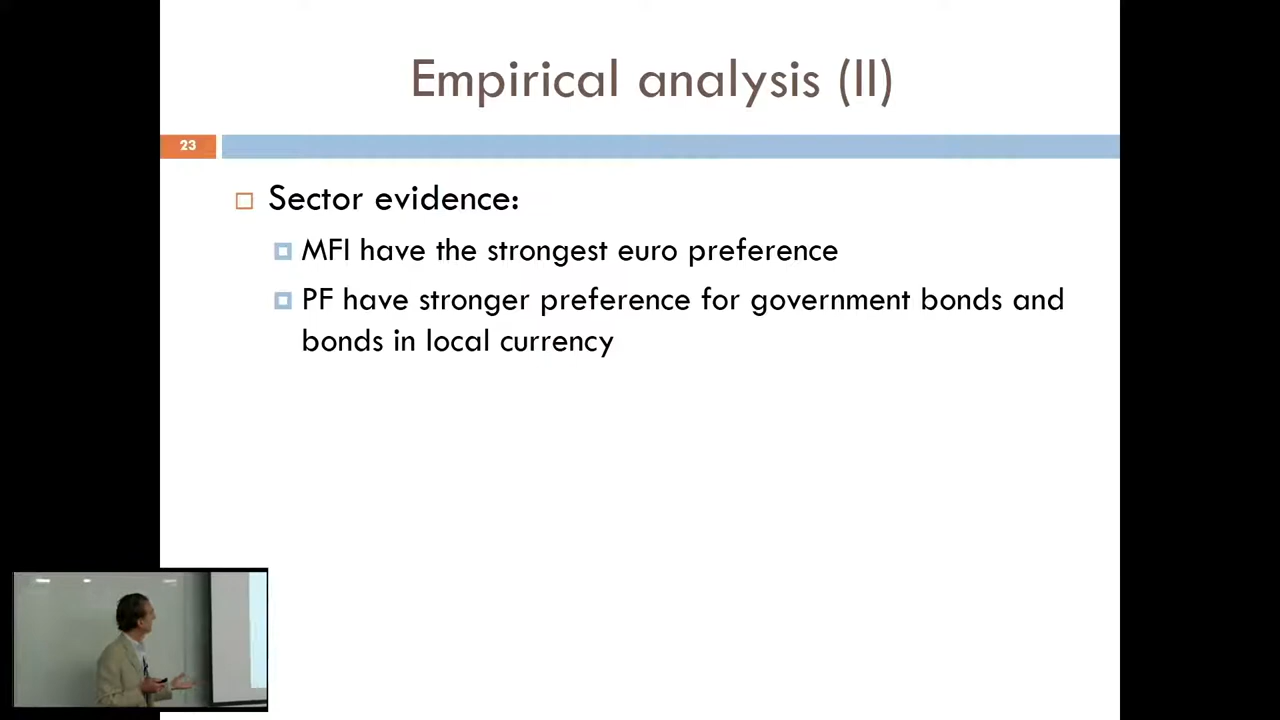 Empirical analysis (II)
23
Sector evidence:
MFI have the strongest euro preference
PF have stronger preference for government bonds and
bonds in local currency